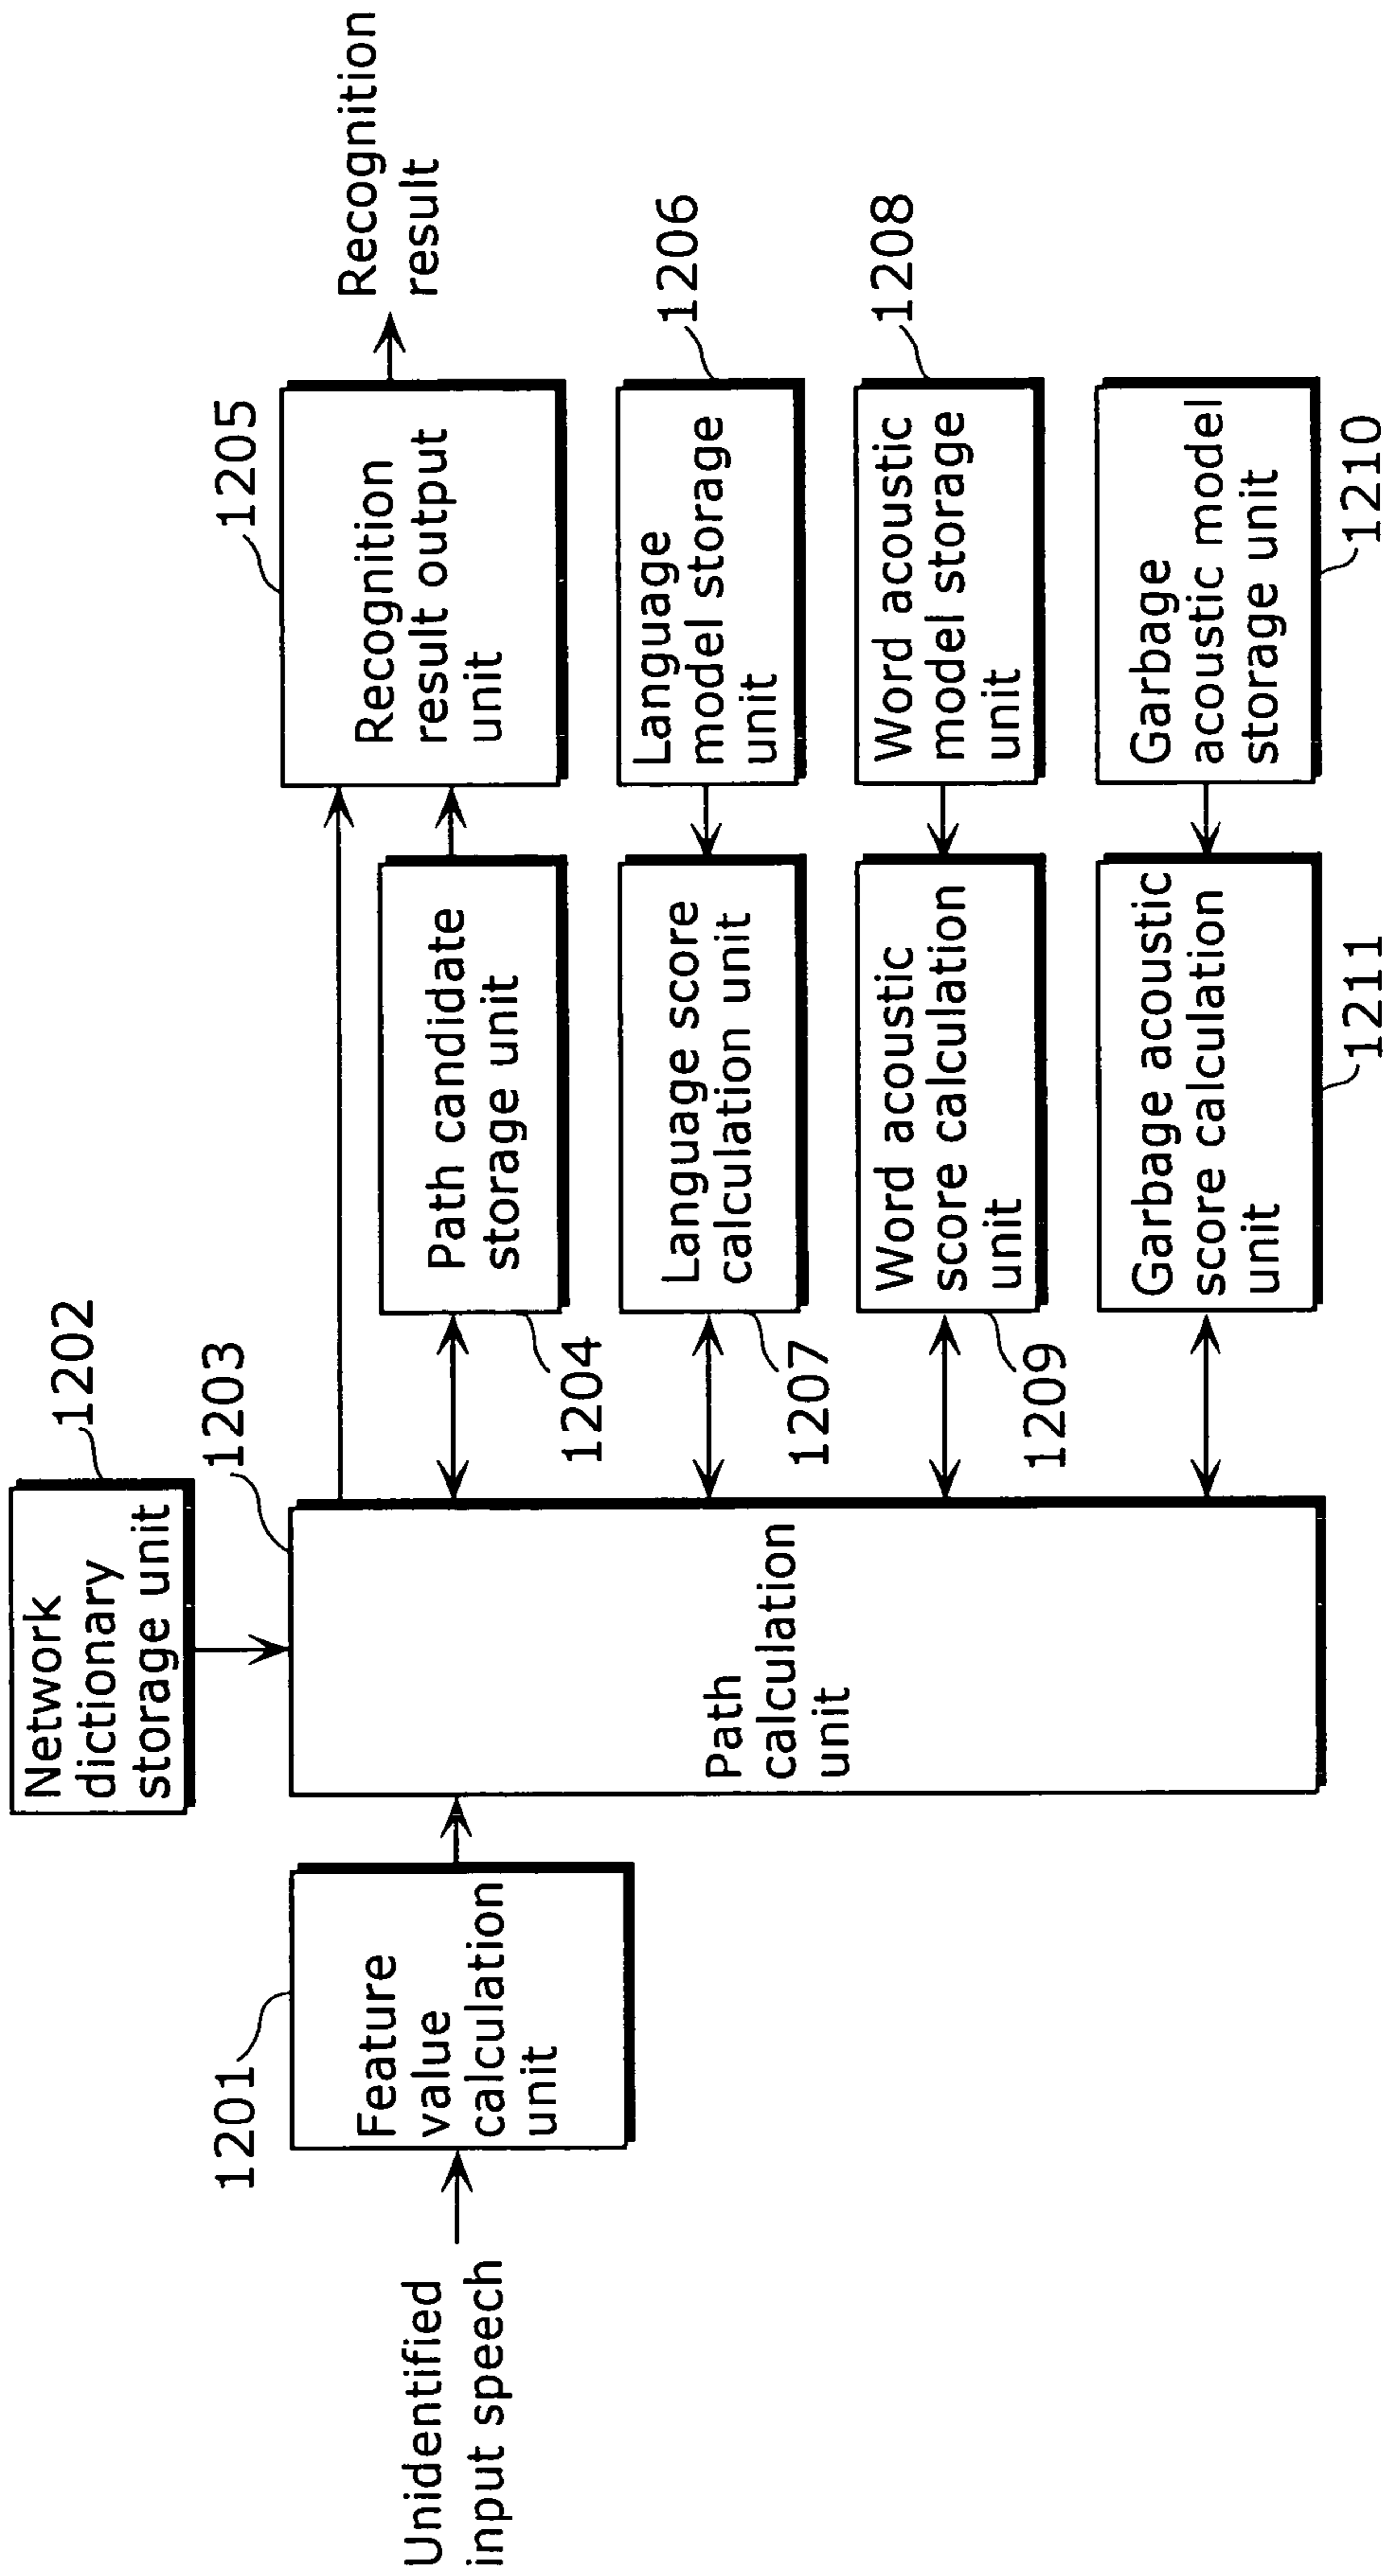 Unidentified
input speech
1201
Feature
value
calculation
unit
Network
dictionary
storage unit
1202
1203
Path
calculation
unit
Path candidate
storage unit
1204
1205
Recognition
result output
unit
Recognition
result
Language score
calculation unit
1207
Language
model storage
unit
1206
Word acoustic
score calculation
unit
1209
Word acoustic
model storage
unit
1208
Garbage acoustic
score calculation
unit
1211
Garbage
acoustic model
storage unit
1210